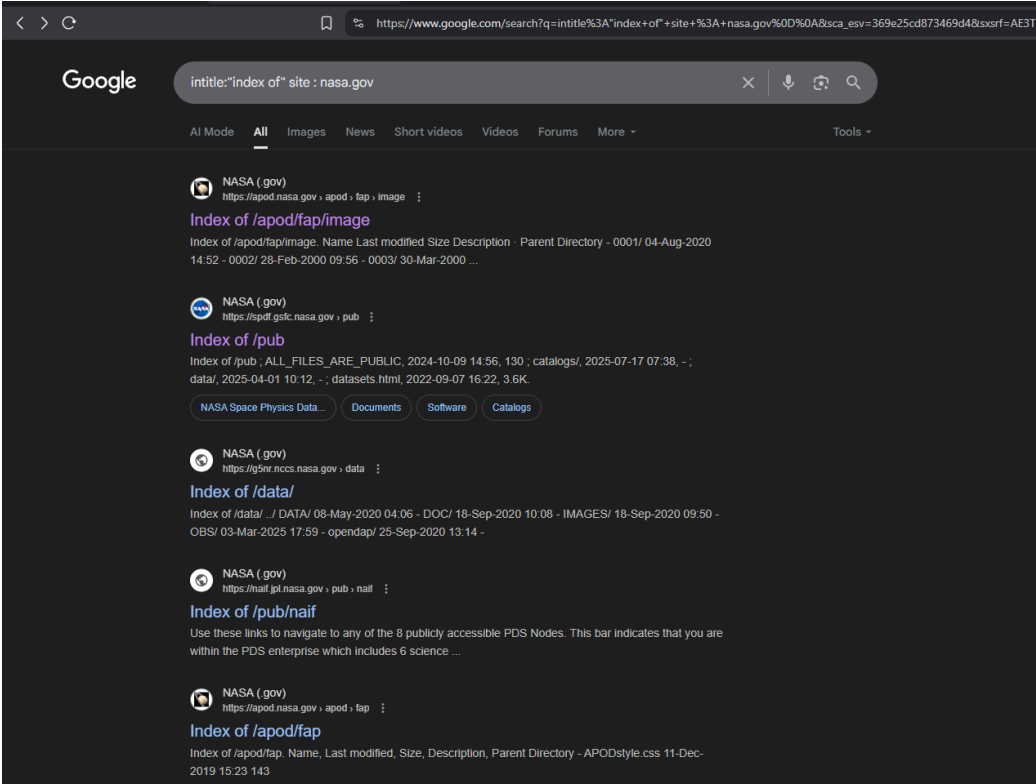 https://www.google.com/search?q=intitle%3A"index+of"+site+%3A+nasa.gov%0D%0A&sca_esv=369e25cd873469d4&sxsrf=AE3T
Google
intitle:"index of" site : nasa.gov
AI Mode All Images News Short videos Videos Forums More Tools
NASA (.gov)
https://apod.nasa.gov › apod › fap › image
Index of /apod/fap/image
Index of /apod/fap/image. Name Last modified Size Description · Parent Directory - 0001/ 04-Aug-2020
14:52 - 0002/ 28-Feb-2000 09:56 - 0003/ 30-Mar-2000 ...
NASA (.gov)
https://spdf.gsfc.nasa.gov › pub
Index of /pub
Index of /pub ; ALL_FILES_ARE_PUBLIC, 2024-10-09 14:56, 130 ; catalogs/, 2025-07-17 07:38, - ;
data/, 2025-04-01 10:12, - ; datasets.html, 2022-09-07 16:22, 3.6K.
NASA Space Physics Data... Documents Software Catalogs
NASA (.gov)
https://g5nr.nccs.nasa.gov › data
Index of /data/
Index of /data/ ../ DATA/ 08-May-2020 04:06 - DOC/ 18-Sep-2020 10:08 - IMAGES/ 18-Sep-2020 09:50 -
OBS/ 03-Mar-2025 17:59 - opendap/ 25-Sep-2020 13:14 -
NASA (.gov)
https://naif.jpl.nasa.gov › pub › naif
Index of /pub/naif
Use these links to navigate to any of the 8 publicly accessible PDS Nodes. This bar indicates that you are
within the PDS enterprise which includes 6 science ...
NASA (.gov)
https://apod.nasa.gov › apod › fap
Index of /apod/fap
Index of /apod/fap. Name, Last modified, Size, Description, Parent Directory - APODstyle.css 11-Dec-
2019 15:23 143